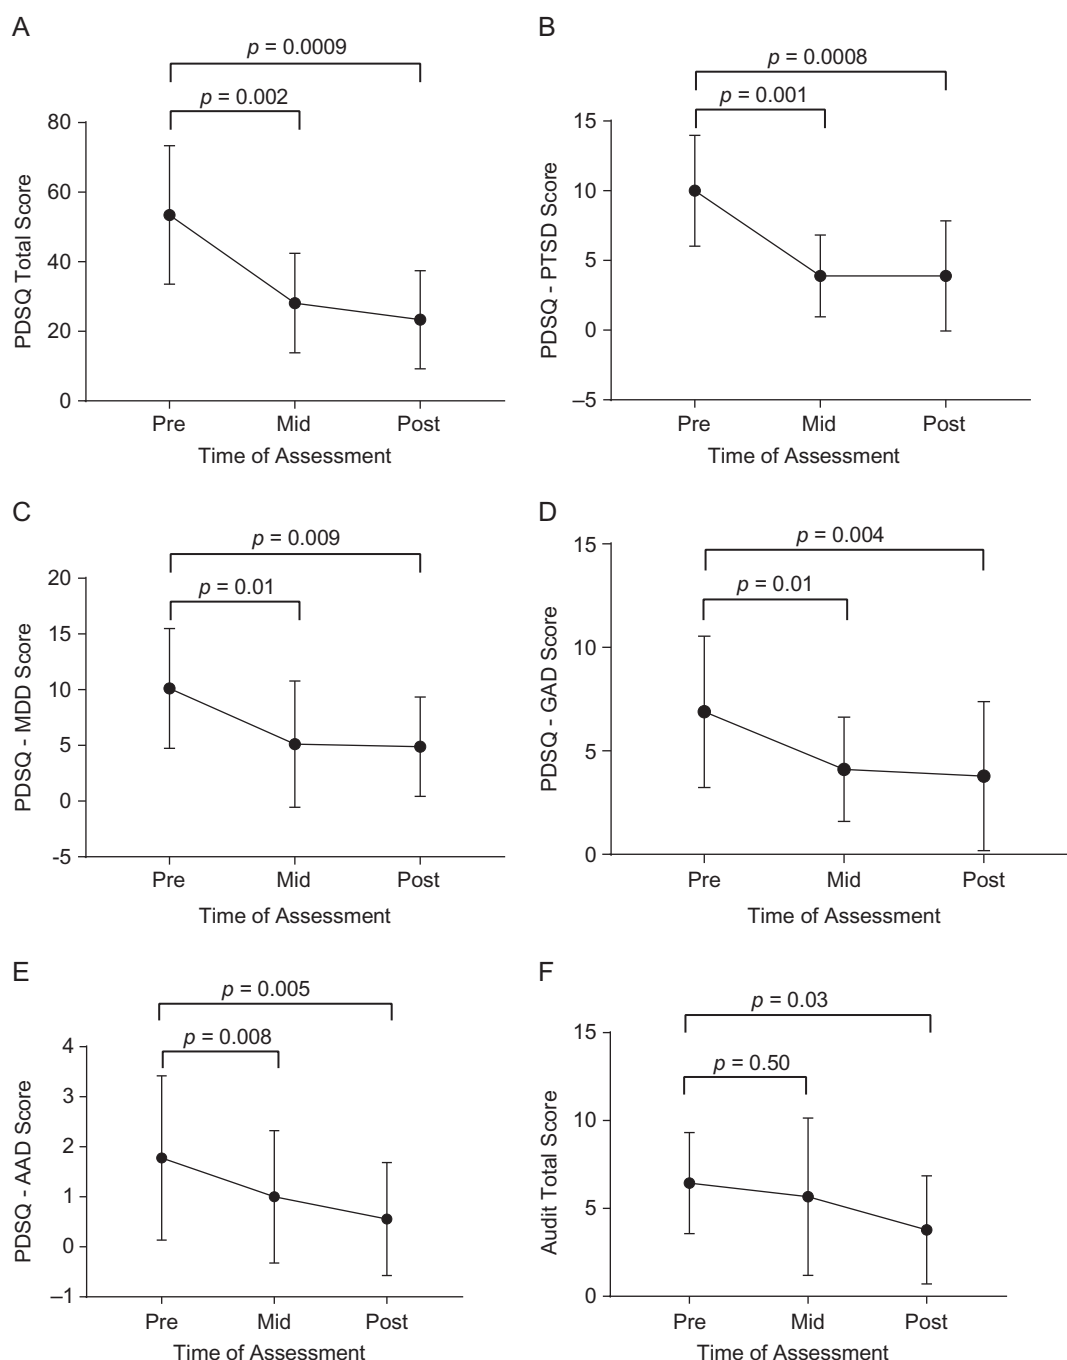 A
p = 0.0009
p = 0.002
PDSQ Total Score
80
60
40
20
0
Pre Mid Post
Time of Assessment
B
p = 0.0008
p = 0.001
PDSQ - PTSD Score
15
10
5
0
–5
Pre Mid Post
Time of Assessment
C
p = 0.009
p = 0.01
PDSQ - MDD Score
20
15
10
5
0
-5
Pre Mid Post
Time of Assessment
D
p = 0.004
p = 0.01
PDSQ - GAD Score
15
10
5
0
Pre Mid Post
Time of Assessment
E
p = 0.005
p = 0.008
PDSQ - AAD Score
4
3
2
1
0
–1
Pre Mid Post
Time of Assessment
F
p = 0.03
p = 0.50
Audit Total Score
15
10
5
0
Pre Mid Post
Time of Assessment